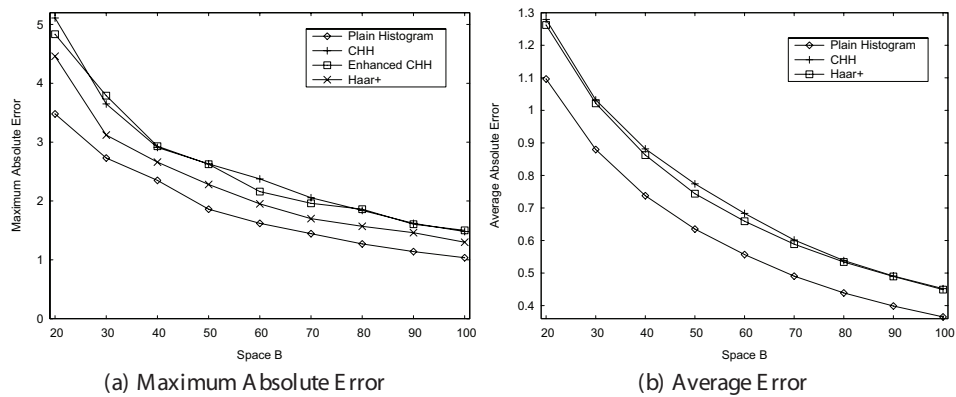 5
4
3
2
1
0
20 30 40 50 60 70 80 90 100
Maximum Absolute Error
Space B
Plain Histogram
CHH
Enhanced CHH
Haar+
(a) Maximum Absolute Error
1.3
1.2
1.1
1
0.9
0.8
0.7
0.6
0.5
0.4
20 30 40 50 60 70 80 90 100
Average Absolute Error
Space B
Plain Histogram
CHH
Haar+
(b) Average Error